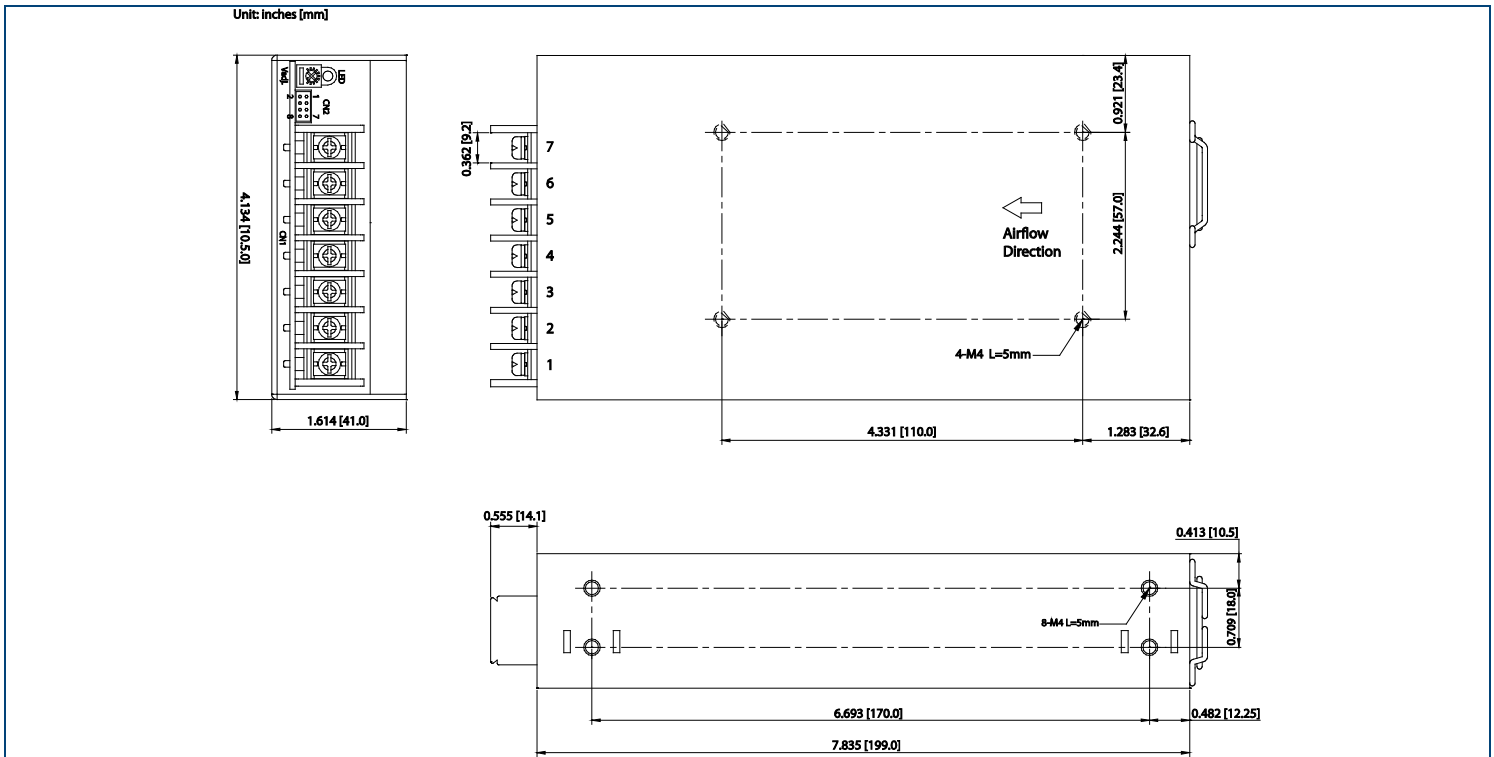 Unit: inches [mm]
Vadj.
LED
2
1
CN2
8
7
CN1
4.134 [10.5.0]
1.614 [41.0]
0.362 [9.2]
7
6
5
4
3
2
1
0.921 [23.4]
2.244 [57.0]
Airflow
Direction
4-M4 L=5mm
4.331 [110.0]
1.283 [32.6]
0.555 [14.1]
0.413 [10.5]
8-M4 L=5mm
0.709 [18.0]
6.693 [170.0]
0.482 [12.25]
7.835 [199.0]